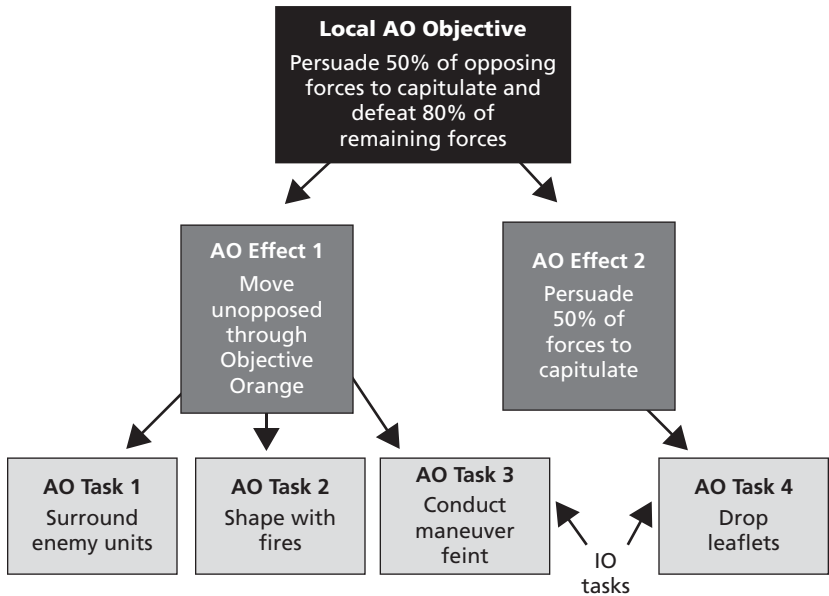 Local AO Objective
Persuade 50% of opposing
forces to capitulate and
defeat 80% of
remaining forces
AO Effect 1
Move
unopposed
through
Objective
Orange
AO Effect 2
Persuade
50% of
forces to
capitulate
AO Task 1
Surround
enemy units
AO Task 2
Shape with
fires
AO Task 3
Conduct
maneuver
feint
AO Task 4
Drop
leaflets
IO
tasks